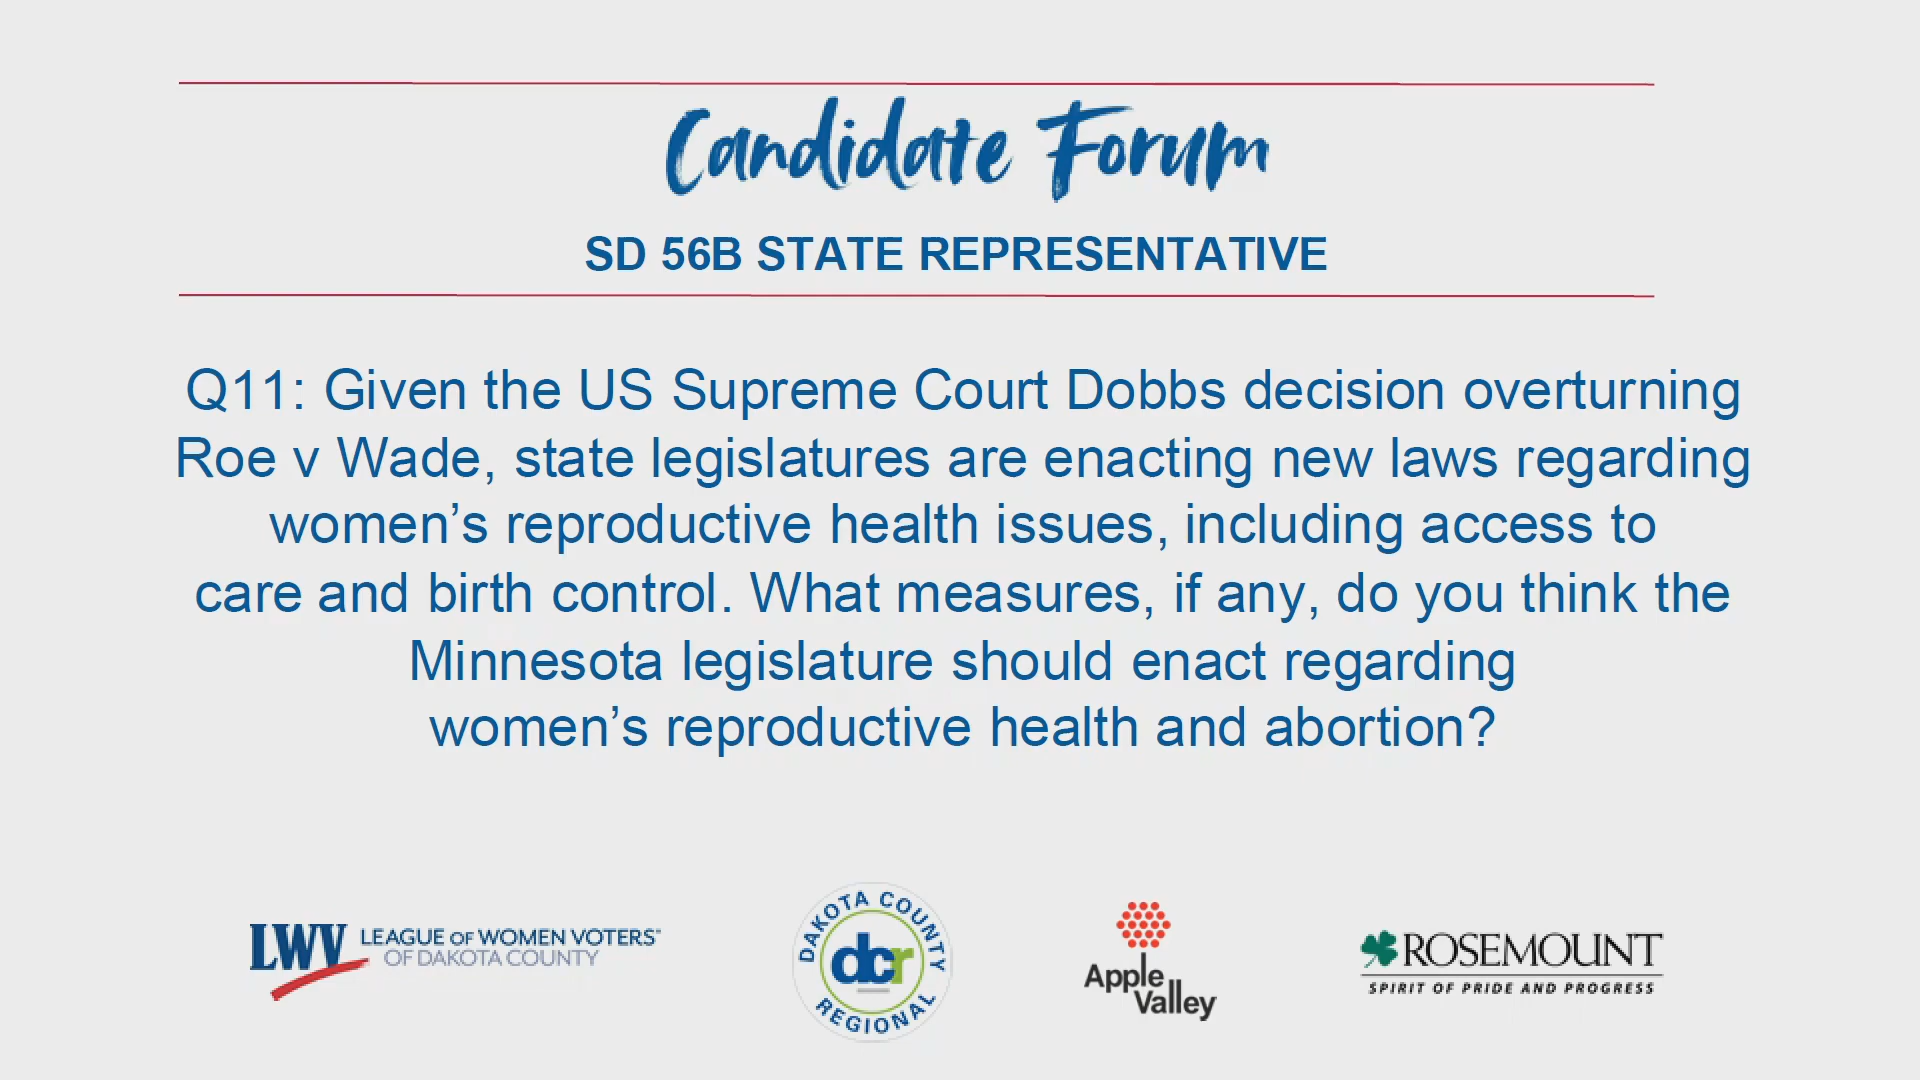 Candidate Forum
SD 56B STATE REPRESENTATIVE
Q11: Given the US Supreme Court Dobbs decision overturning
Roe v Wade, state legislatures are enacting new laws regarding
women’s reproductive health issues, including access to
care and birth control. What measures, if any, do you think the
Minnesota legislature should enact regarding
women’s reproductive health and abortion?
LWV LEAGUE OF WOMEN VOTERS®
OF DAKOTA COUNTY
DAKOTA COUNTY
dcr
REGIONAL
Apple
Valley
ROSEMOUNT
SPIRIT OF PRIDE AND PROGRESS